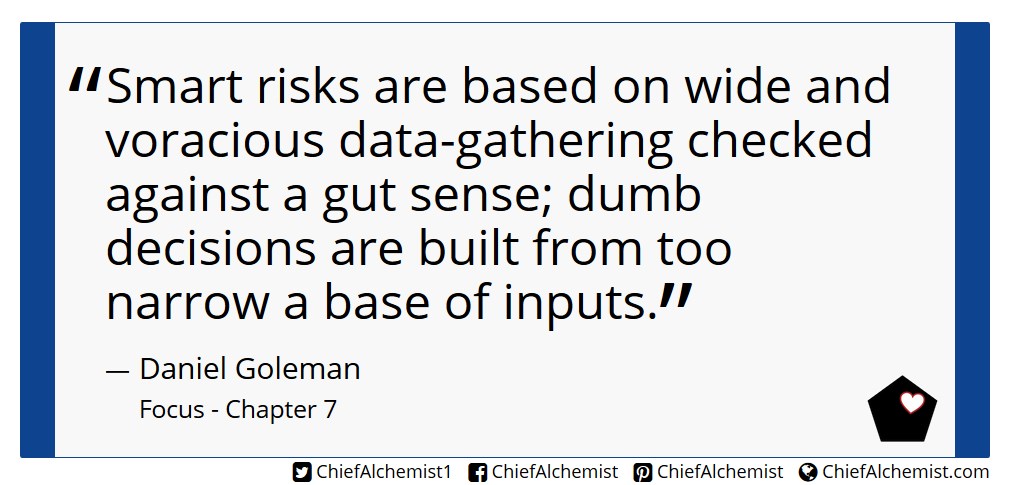 “Smart risks are based on wide and
voracious data-gathering checked
against a gut sense; dumb
decisions are built from too
narrow a base of inputs.”
— Daniel Goleman
Focus - Chapter 7
ChiefAlchemist1 ChiefAlchemist ChiefAlchemist ChiefAlchemist.com